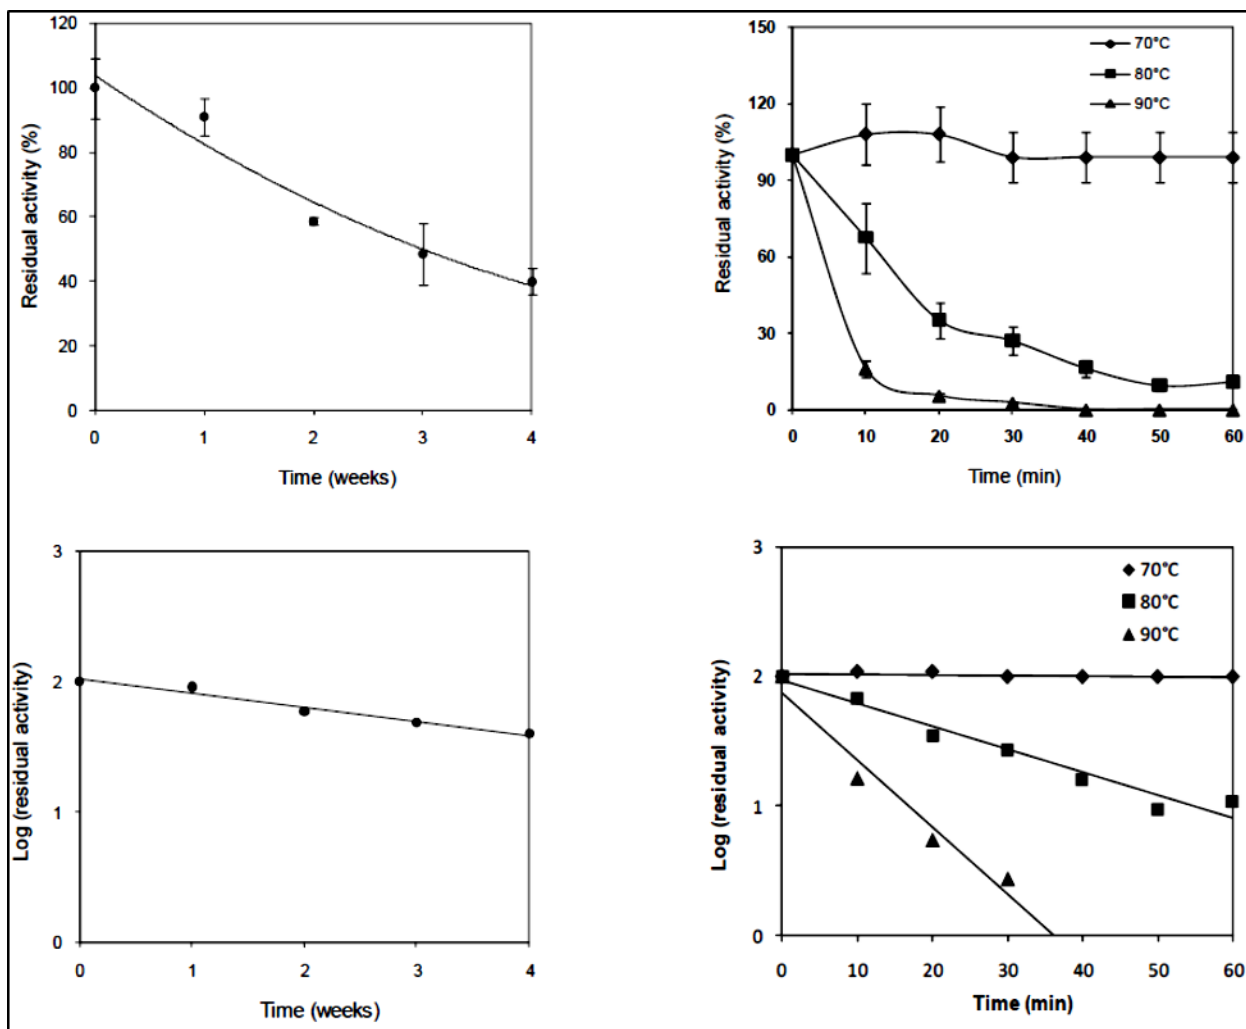 120
100
80
60
40
20
0
Residual activity (%)
0 1 2 3 4
Time (weeks)
150
120
90
60
30
0
Residual activity (%)
70°C
80°C
90°C
0 10 20 30 40 50 60
Time (min)
3
2
1
0
Log (residual activity)
0 1 2 3 4
Time (weeks)
3
2
1
0
Log (residual activity)
70°C
80°C
90°C
0 10 20 30 40 50 60
Time (min)